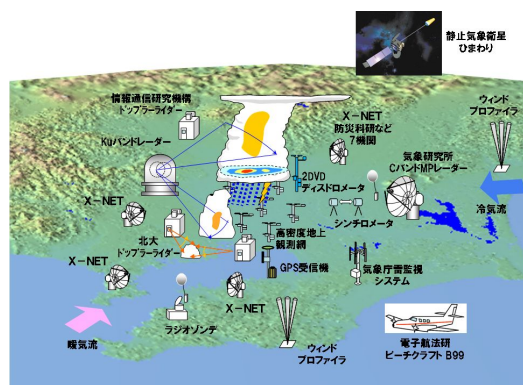 静止気象衛星
ひまわり
情報通信研究機構
ドップラーライダー
X-NET
防災科研など
7機関
ウィンド
プロファイラ
Kuバンドレーダー
2DVD
ディスドロメータ
気象研究所
CバンドMPレーダー
X-NET
シンチロメータ
冷気流
北大
ドップラーライダー
高密度地上
観測網
X-NET
GPS受信機
気象庁雷監視
システム
X-NET
暖気流
ラジオゾンデ
ウィンド
プロファイラ
電子航法研
ビーチクラフト B99